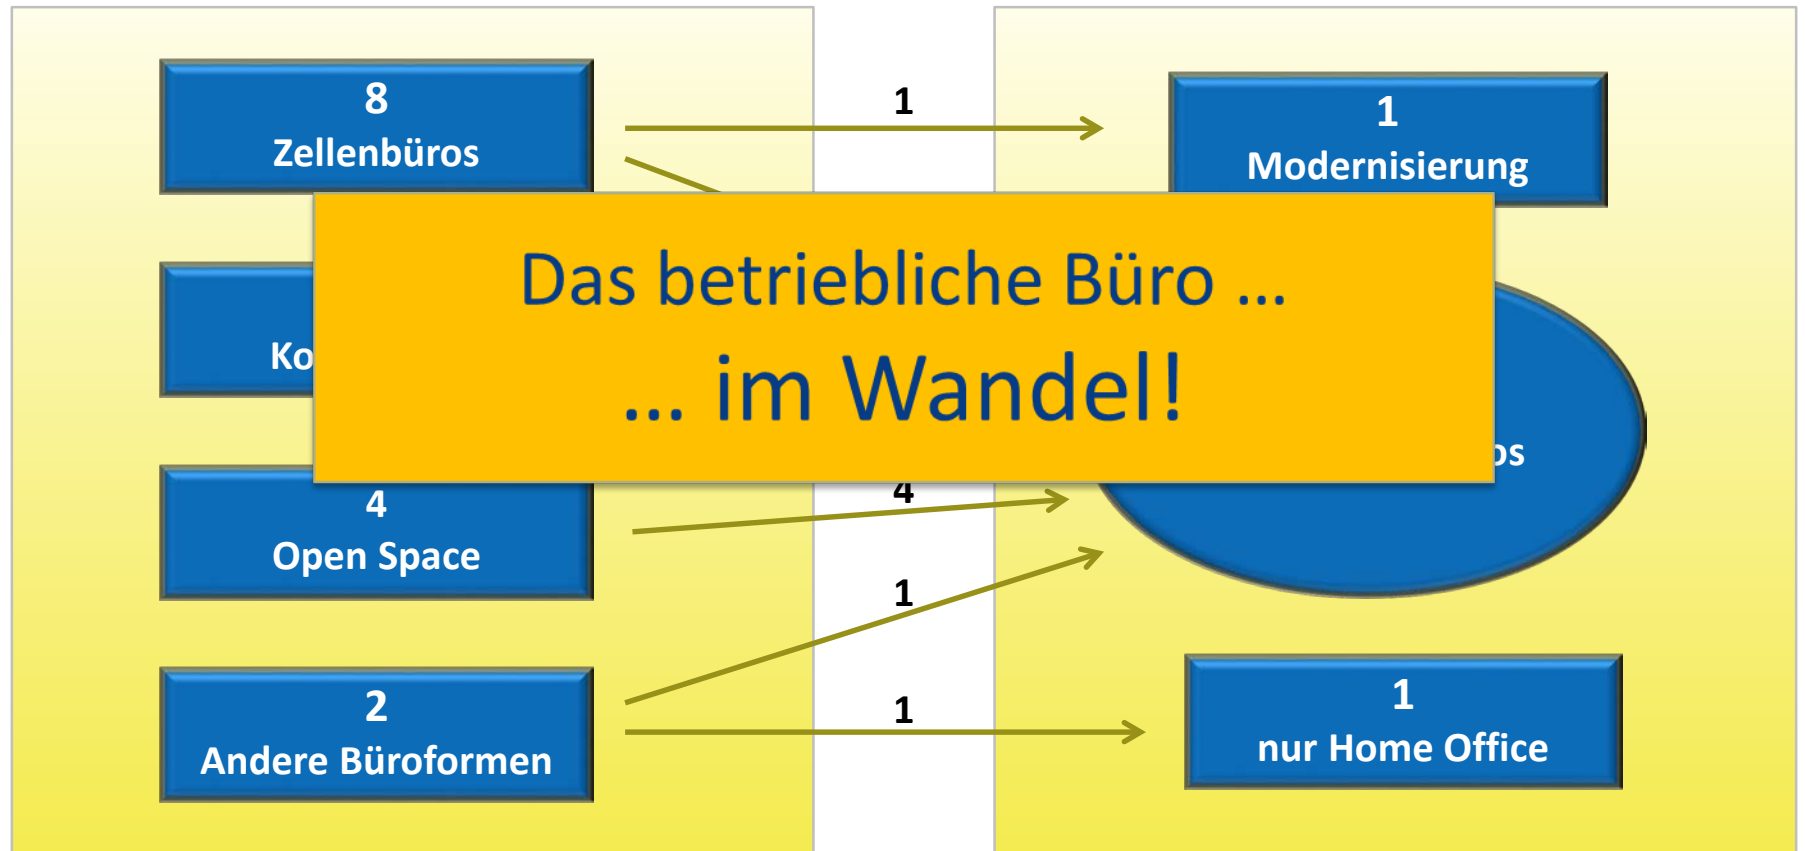 8
Zellenbüros
1
1
Modernisierung
Das betriebliche Büro ...
... im Wandel!
4
Open Space
4
1
2
Andere Büroformen
1
1
nur Home Office